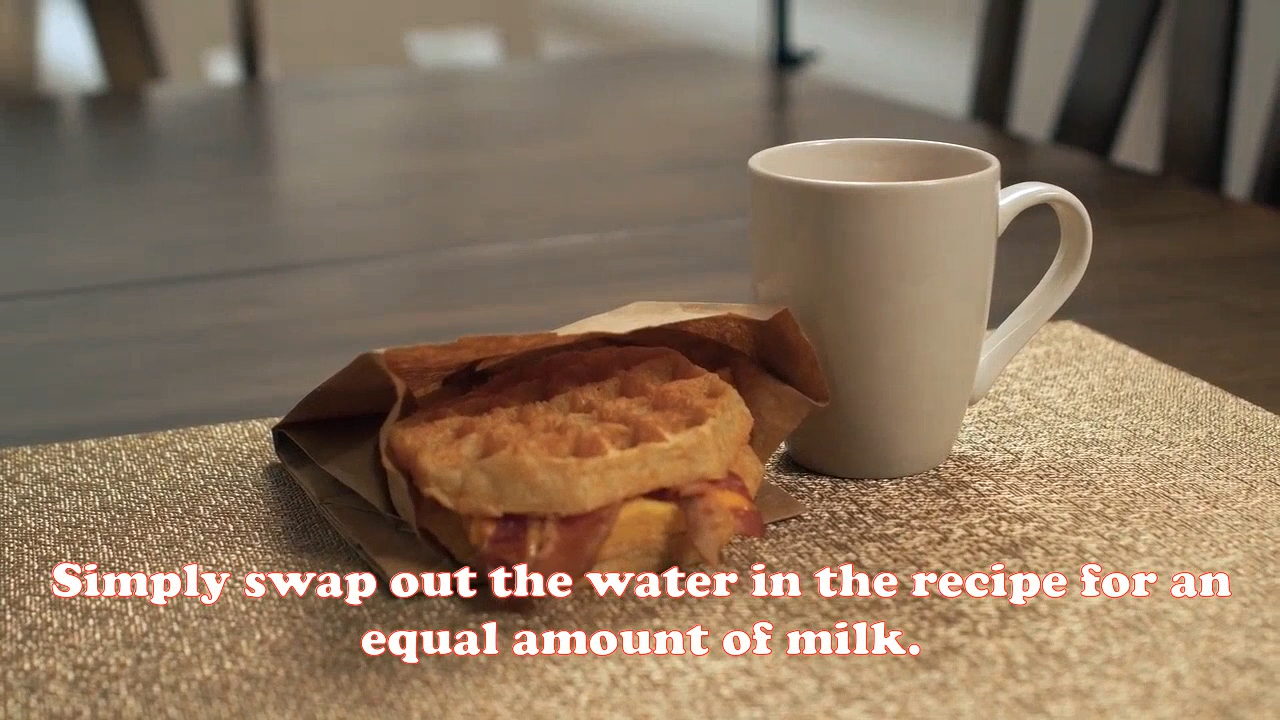 Simply swap out the water in the recipe for an
equal amount of milk.